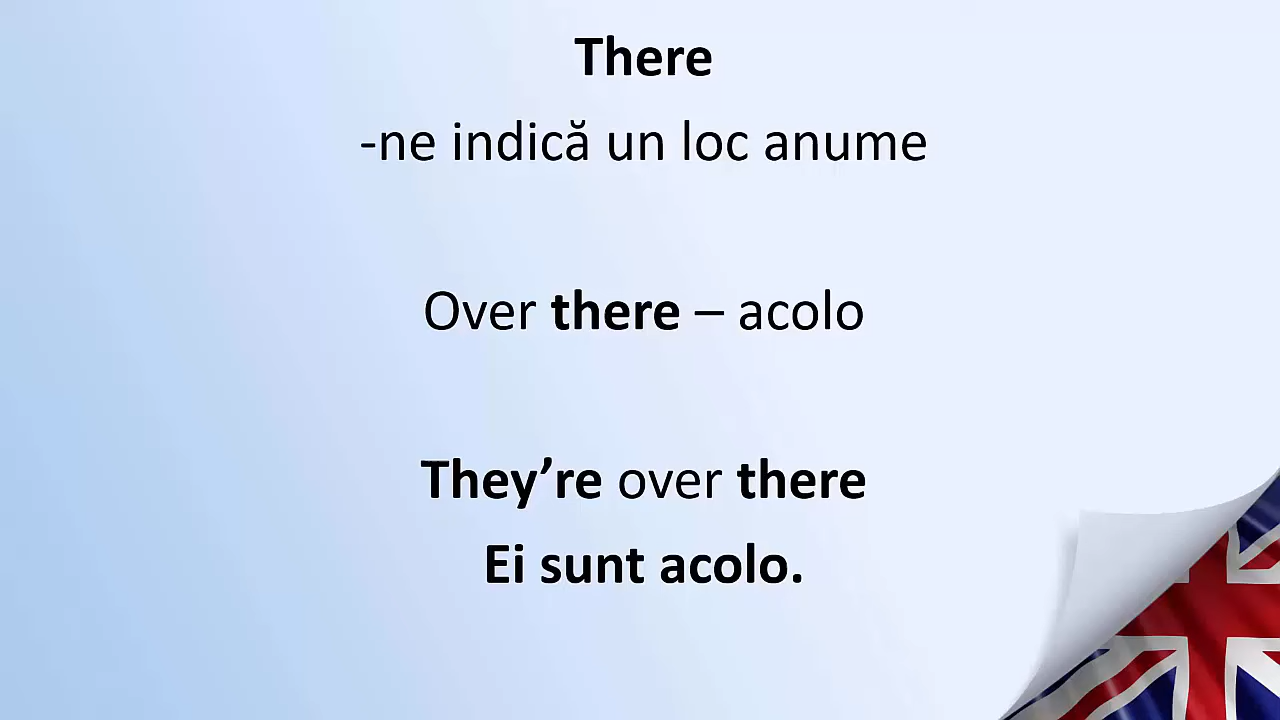 There
-ne indică un loc anume
Over there – acolo
They’re over there
Ei sunt acolo.